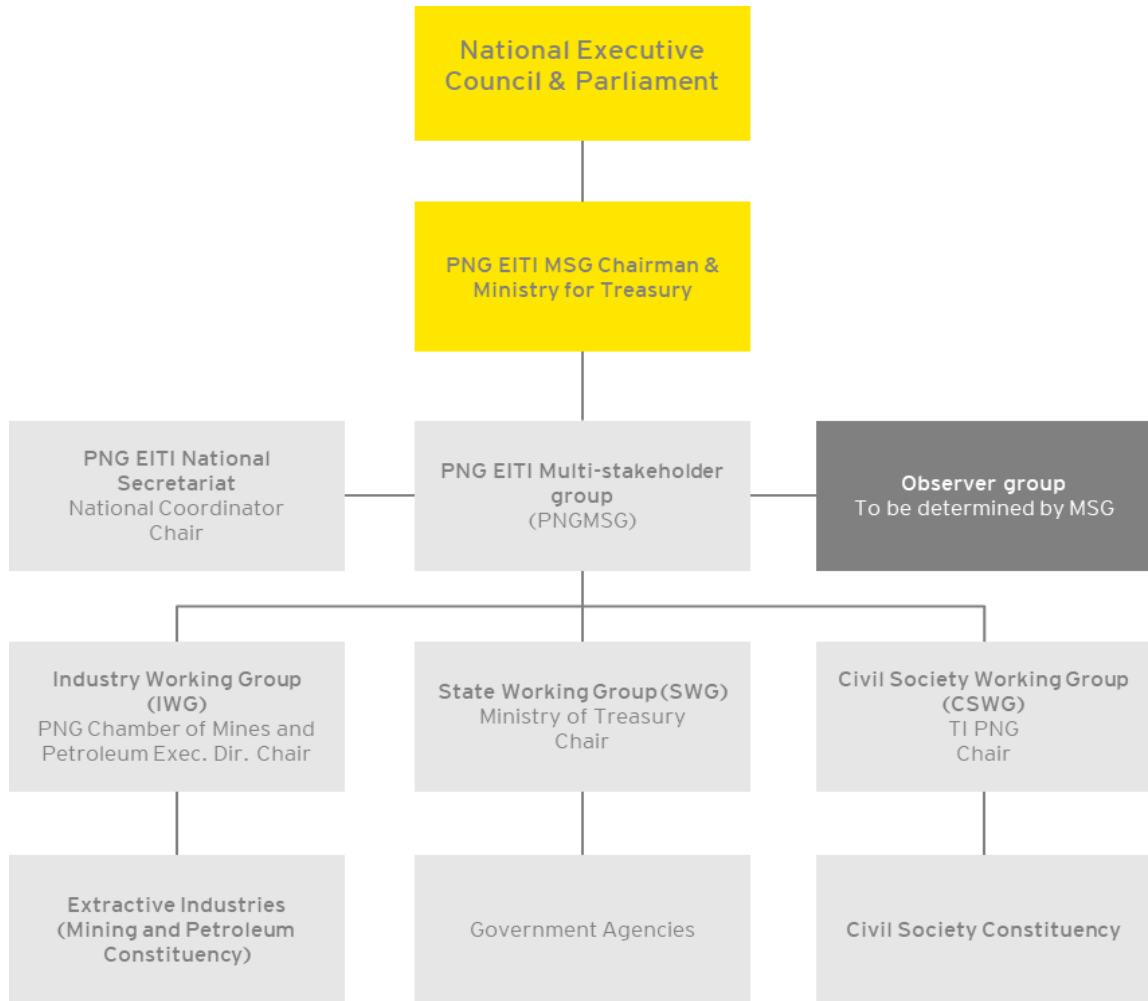 National Executive
Council & Parliament
PNG EITI MSG Chairman &
Ministry for Treasury
PNG EITI National
Secretariat
National Coordinator
Chair
PNG EITI Multi-stakeholder
group
(PNGMSG)
Observer group
To be determined by MSG
Industry Working Group
(IWG)
PNG Chamber of Mines and
Petroleum Exec. Dir. Chair
State Working Group (SWG)
Ministry of Treasury
Chair
Civil Society Working Group
(CSWG)
TI PNG
Chair
Extractive Industries
(Mining and Petroleum
Constituency)
Government Agencies
Civil Society Constituency